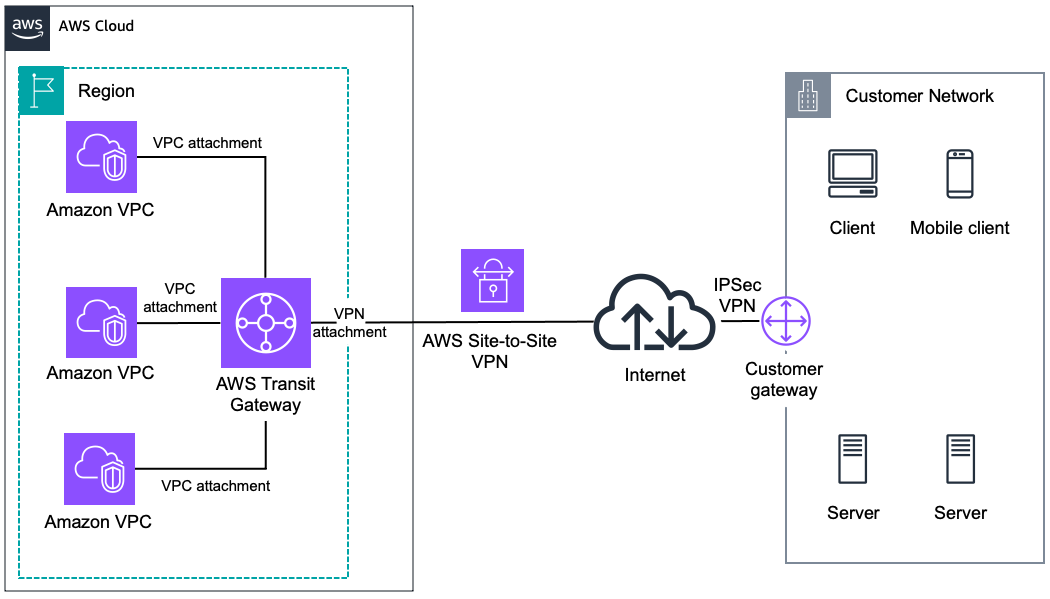 aws
AWS Cloud
Region
Customer Network
VPC attachment
Amazon VPC
Client
Mobile client
VPC
attachment
VPN
attachment
Amazon VPC
AWS Transit
Gateway
AWS Site-to-Site
VPN
Internet
IPSec
VPN
Customer
gateway
VPC attachment
Amazon VPC
Server
Server